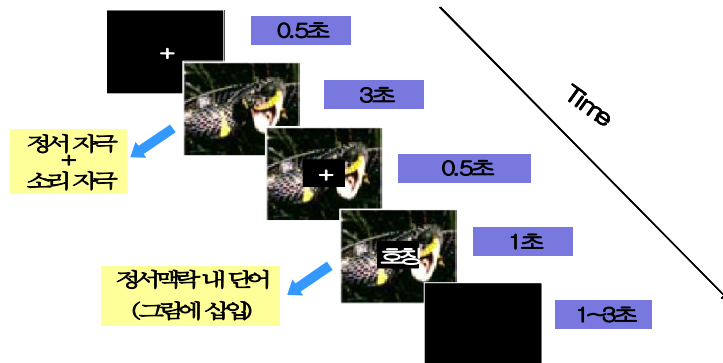 +
0.5초
3초
Time
정서 자극
+
소리 자극
+
0.5초
호칭
1초
정서맥락 내 단어
(그림에 삽입)
1~3초